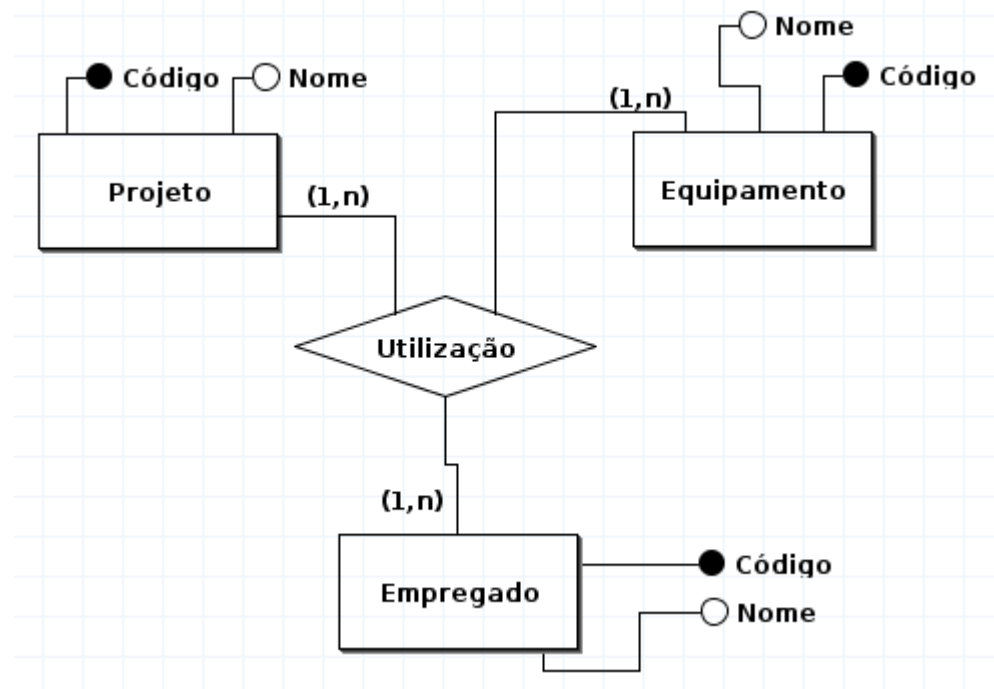 Nome
Código Nome
Código
(1,n)
Projeto
(1,n)
Equipamento
Utilização
(1,n)
Empregado
Código
Nome